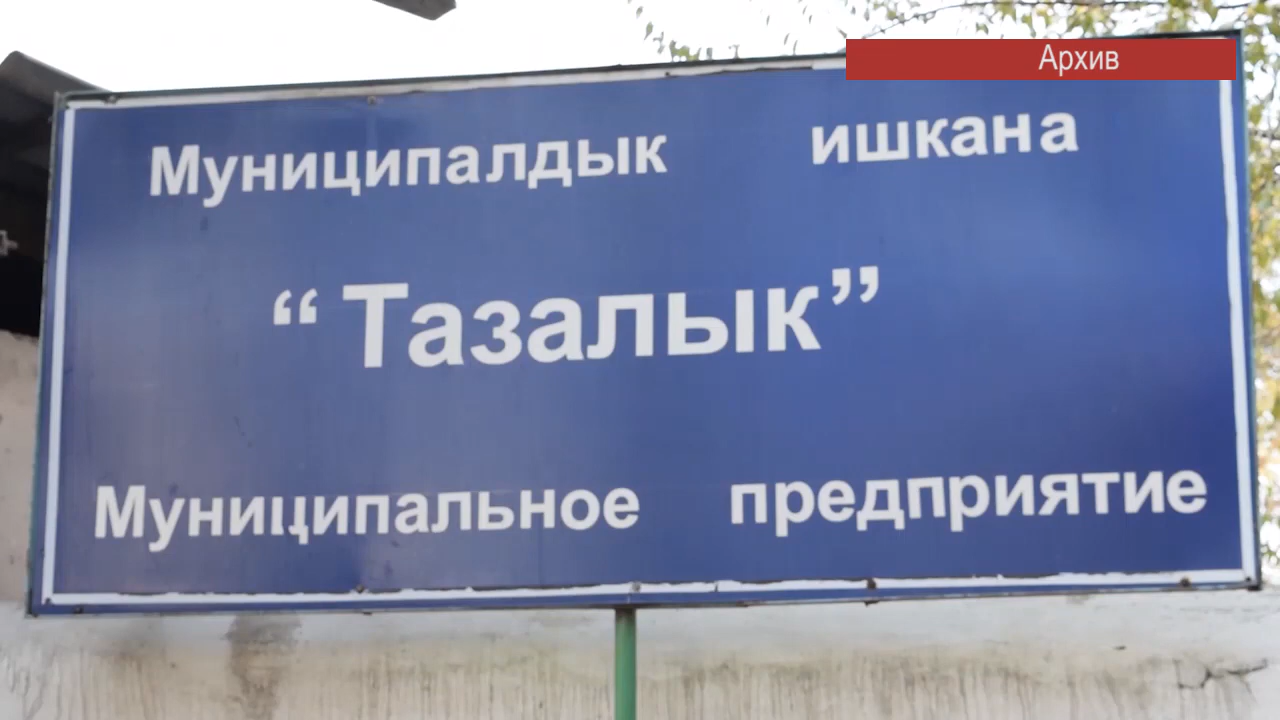 Архив
Муниципалдык ишкана
“Тазалык”
Муниципальное предприятие